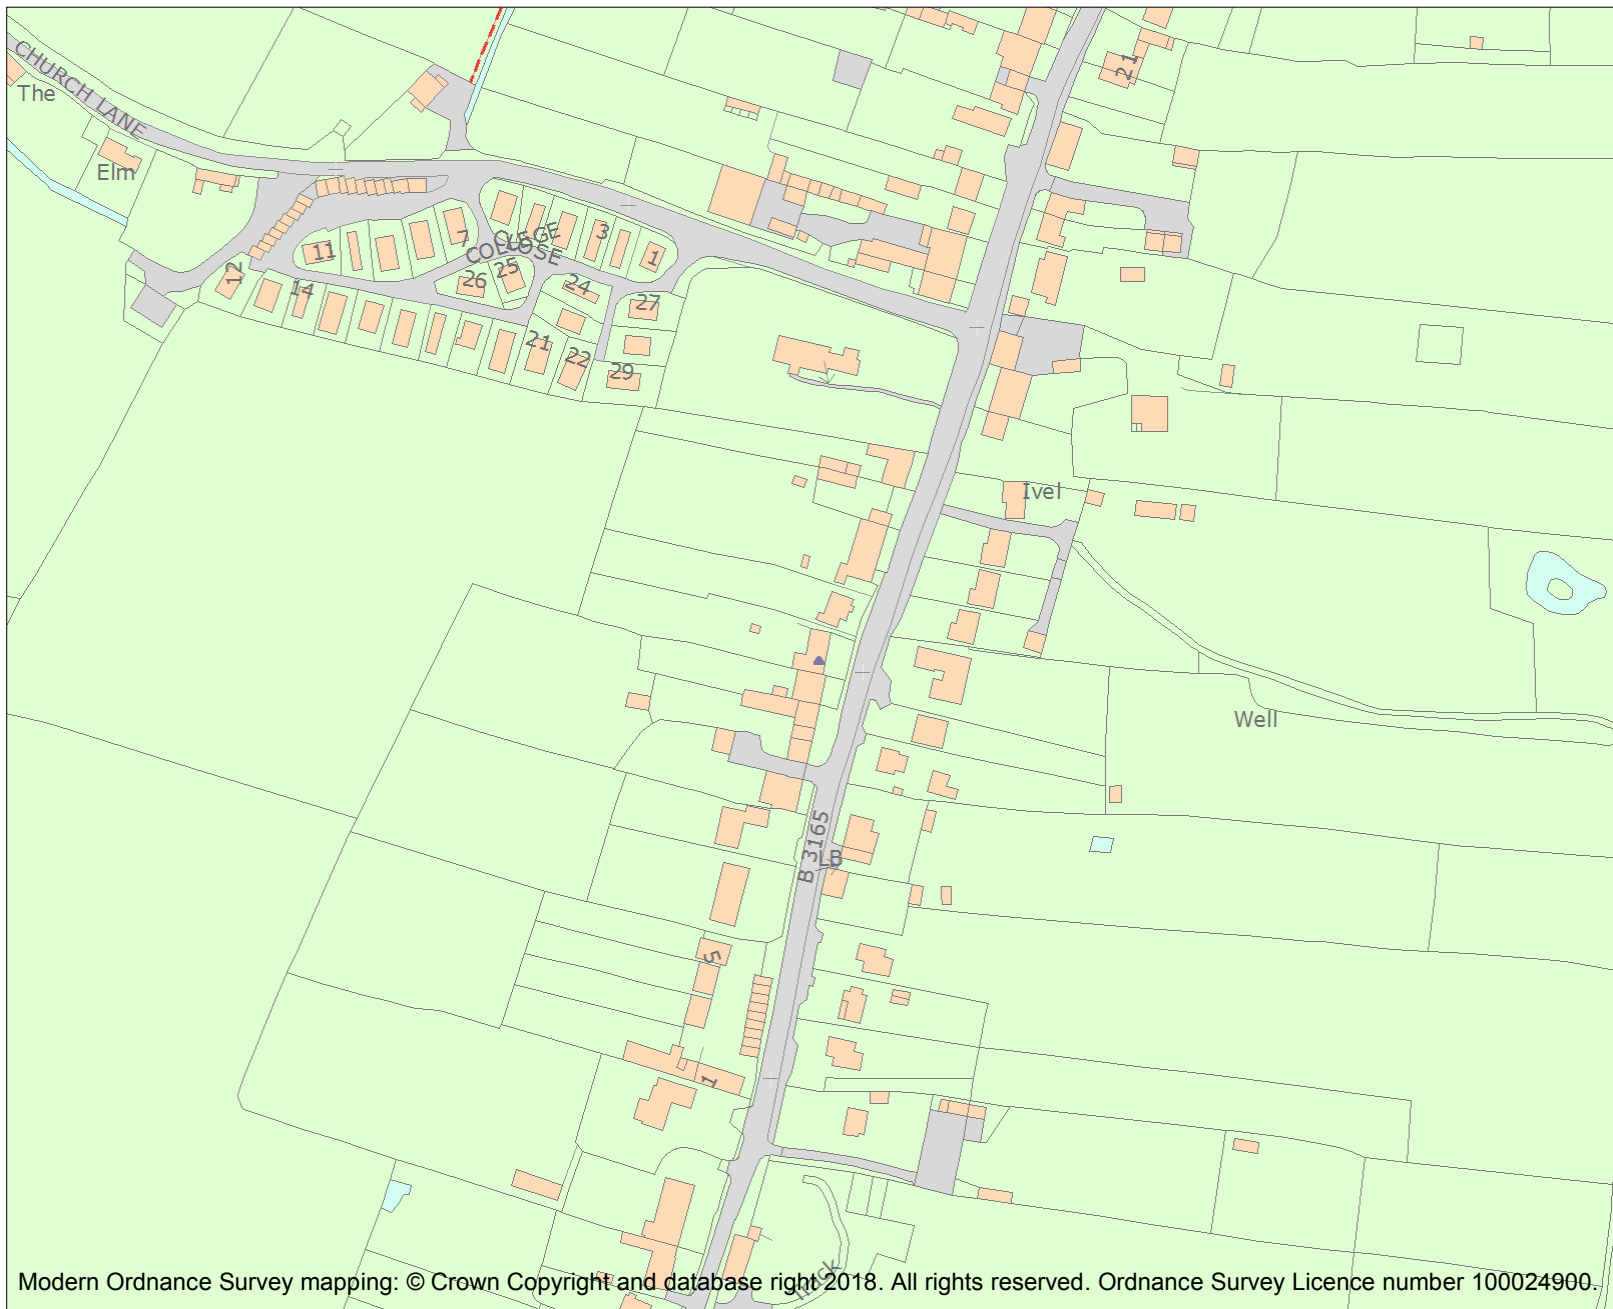 CHURCH LANE
The
Elm
21
3
7
COLLEGE
CLOSE
1
11
12
26
25
24
14
27
21
22
29
Ivel
Well
B 3165
LB
5
1
Track
Modern Ordnance Survey mapping: © Crown Copyright and database right 2018. All rights reserved. Ordnance Survey Licence number 100024900.